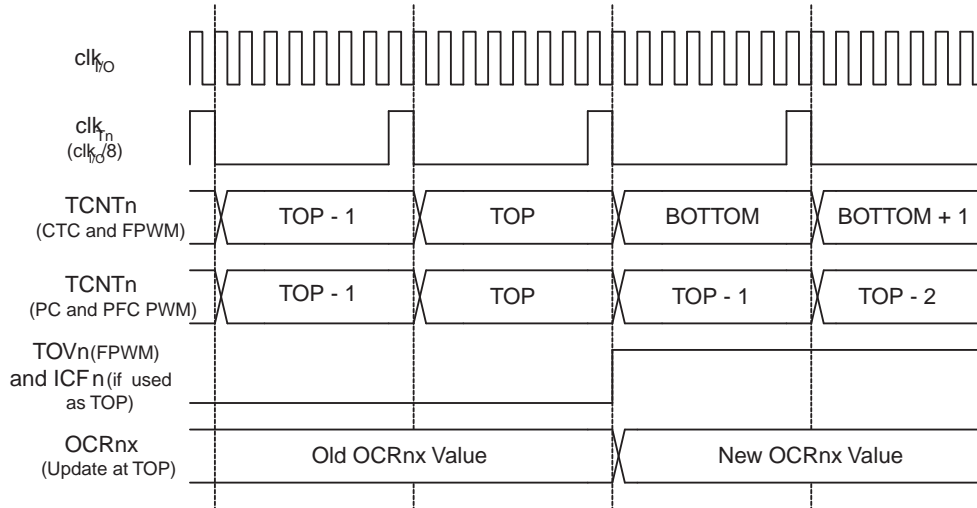 clkI/O
clkTn
(clkI/O/8)
TCNTn
(CTC and FPWM)
TOP - 1
TOP
BOTTOM
BOTTOM + 1
TCNTn
(PC and PFC PWM)
TOP - 1
TOP
TOP - 1
TOP - 2
TOVn(FPWM)
and ICFn(if used
as TOP)
OCRnx
(Update at TOP)
Old OCRnx Value
New OCRnx Value